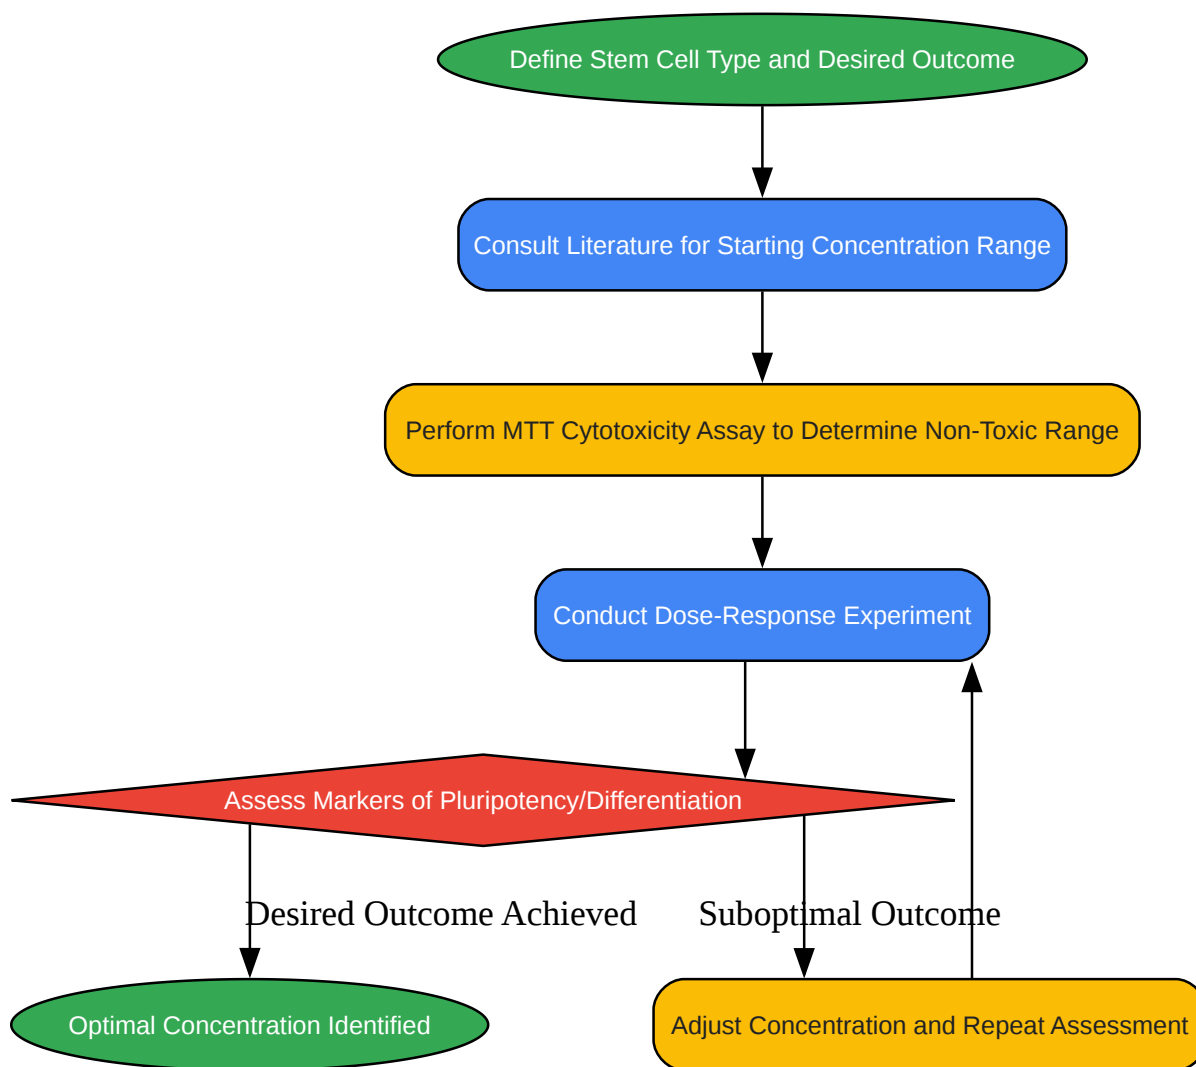 Define Stem Cell Type and Desired Outcome
Consult Literature for Starting Concentration Range
Perform MTT Cytotoxicity Assay to Determine Non-Toxic Range
Conduct Dose-Response Experiment
Assess Markers of Pluripotency/Differentiation
Desired Outcome Achieved
Suboptimal Outcome
Optimal Concentration Identified
Adjust Concentration and Repeat Assessment